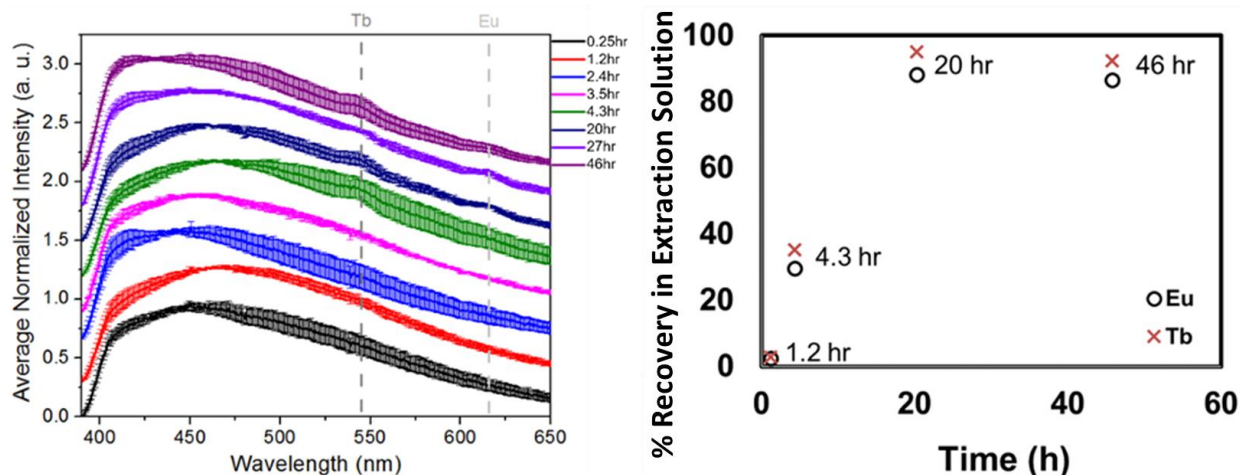 Tb
Eu
0.25hr
1.2hr
2.4hr
3.5hr
4.3hr
20hr
27hr
46hr
Average Normalized Intensity (a. u.)
3.0
2.5
2.0
1.5
1.0
0.5
0.0
400
450
500
550
600
650
Wavelength (nm)
% Recovery in Extraction Solution
100
80
60
40
20
0
20 hr
46 hr
4.3 hr
1.2 hr
Eu
Tb
0
20
40
60
Time (h)